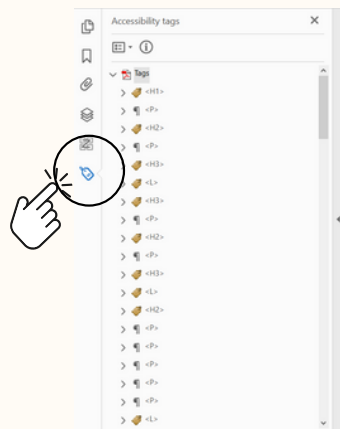 Accessibility tags
Tags
<H1>
<P>
<H2>
<P>
<H3>
<L>
<H3>
<P>
<H2>
<P>
<H3>
<L>
<H2>
<P>
<P>
<P>
<P>
<P>
<L>